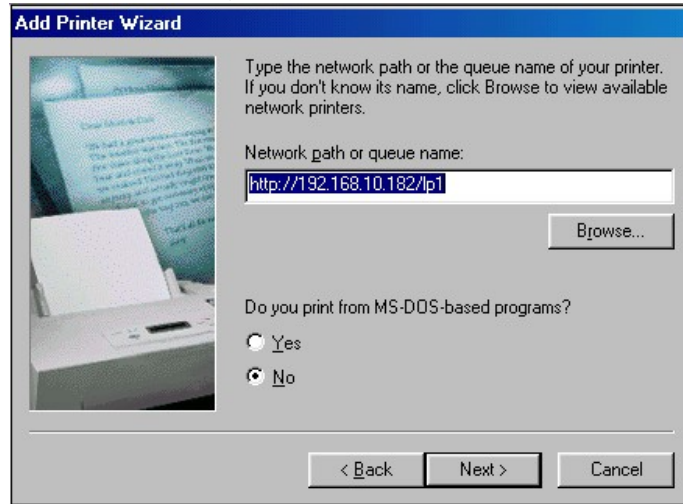 Add Printer Wizard
Type the network path or the queue name of your printer.
If you don't know its name, click Browse to view available
network printers.
Network path or queue name:
http://192.168.10.182/lp1
Browse...
Do you print from MS-DOS-based programs?
Yes
No
< Back
Next >
Cancel